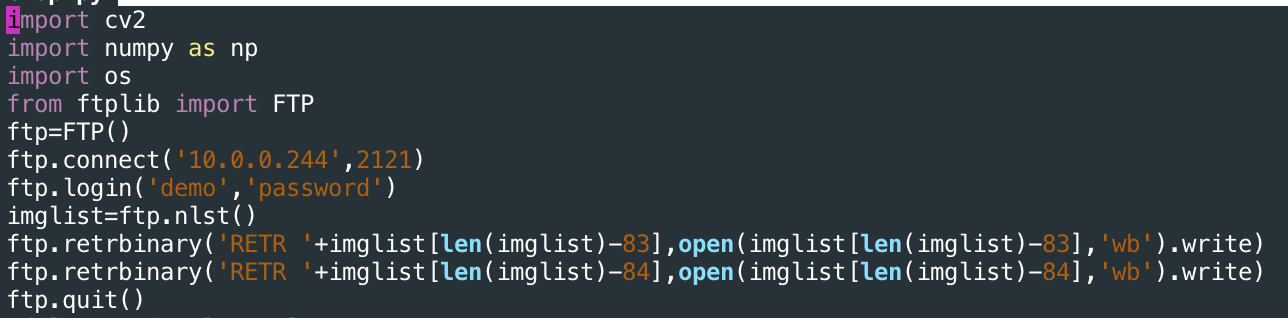 import cv2
import numpy as np
import os
from ftplib import FTP
ftp=FTP()
ftp.connect('10.0.0.244',2121)
ftp.login('demo','password')
imglist=ftp.nlst()
ftp.retrbinary('RETR '+imglist[len(imglist)-83],open(imglist[len(imglist)-83],'wb').write)
ftp.retrbinary('RETR '+imglist[len(imglist)-84],open(imglist[len(imglist)-84],'wb').write)
ftp.quit()